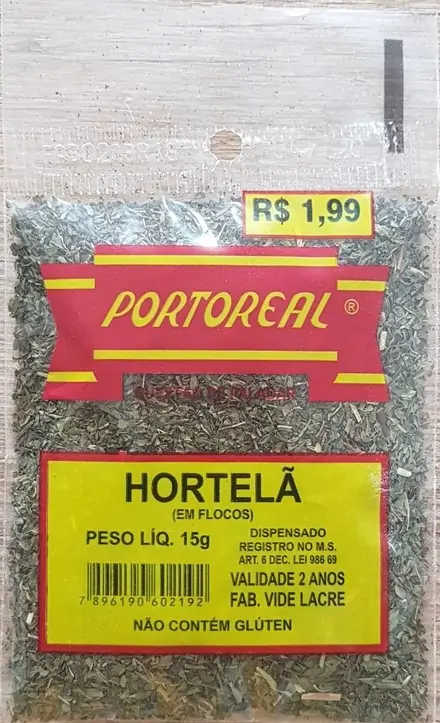 R$ 1,99
PORTOREAL ®
HORTELÃ
(EM FLOCOS)
PESO LÍQ. 15g
DISPENSADO
REGISTRO NO M.S.
ART. 6 DEC. LEI 986 69
VALIDADE 2 ANOS
FAB. VIDE LACRE
7 896190 602192
NÃO CONTÉM GLÚTEN